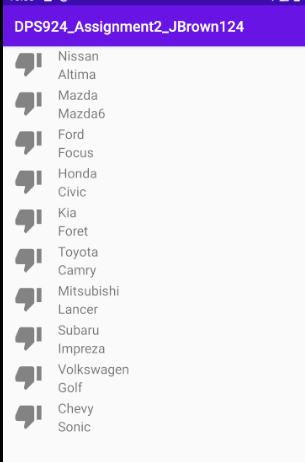 DPS924_Assignment2_JBrown124
Nissan
Altima
Mazda
Mazda6
Ford
Focus
Honda
Civic
Kia
Foret
Toyota
Camry
Mitsubishi
Lancer
Subaru
Impreza
Volkswagen
Golf
Chevy
Sonic